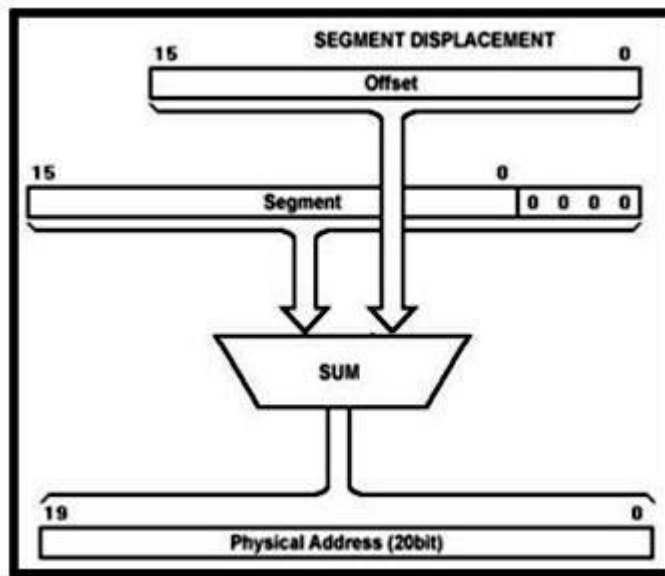 SEGMENT DISPLACEMENT
15 0
Offset
15 0
Segment 0 0 0 0
SUM
19 0
Physical Address (20bit)